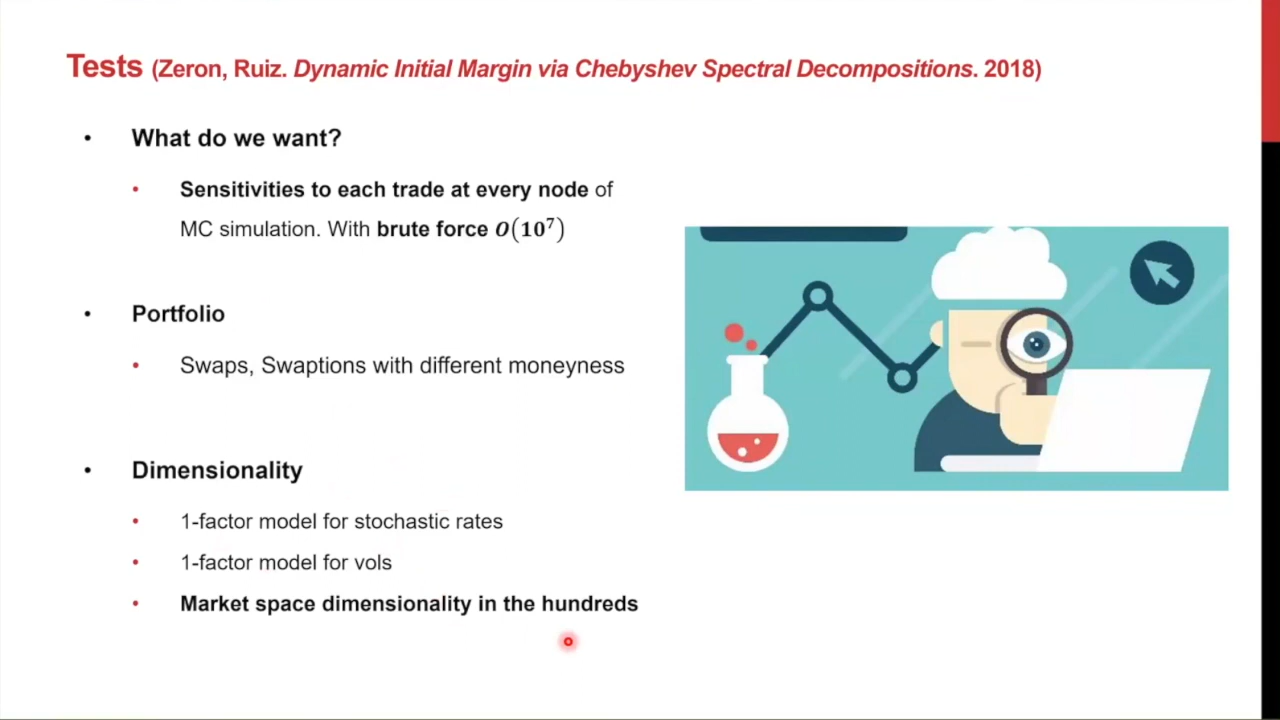 Tests (Zeron, Ruiz. Dynamic Initial Margin via Chebyshev Spectral Decompositions. 2018)
• What do we want?
• Sensitivities to each trade at every node of
MC simulation. With brute force O(10⁷)
• Portfolio
• Swaps, Swaptions with different moneyness
• Dimensionality
• 1-factor model for stochastic rates
• 1-factor model for vols
• Market space dimensionality in the hundreds